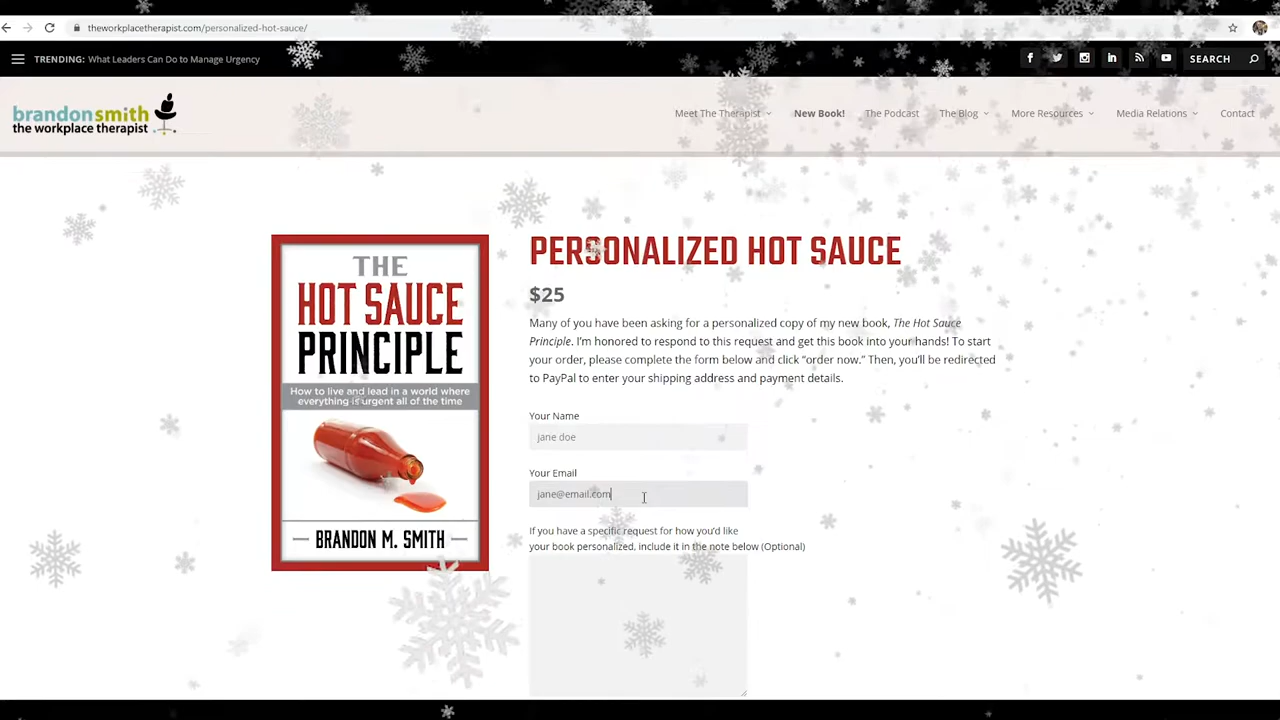 theworkplacetherapist.com/personalized-hot-sauce/
TRENDING: What Leaders Can Do to Manage Urgency
SEARCH
brandonsmith
the workplace therapist
Meet The Therapist
New Book!
The Podcast
The Blog
More Resources
Media Relations
Contact
THE
HOT SAUCE
PRINCIPLE
How to live and lead in a world where
everything is urgent all of the time
BRANDON M. SMITH
PERSONALIZED HOT SAUCE
$25
Many of you have been asking for a personalized copy of my new book, The Hot Sauce
Principle. I'm honored to respond to this request and get this book into your hands! To start
your order, please complete the form below and click “order now.” Then, you'll be redirected
to PayPal to enter your shipping address and payment details.
Your Name
jane doe
Your Email
jane@email.com
If you have a specific request for how you'd like
your book personalized, include it in the note below (Optional)